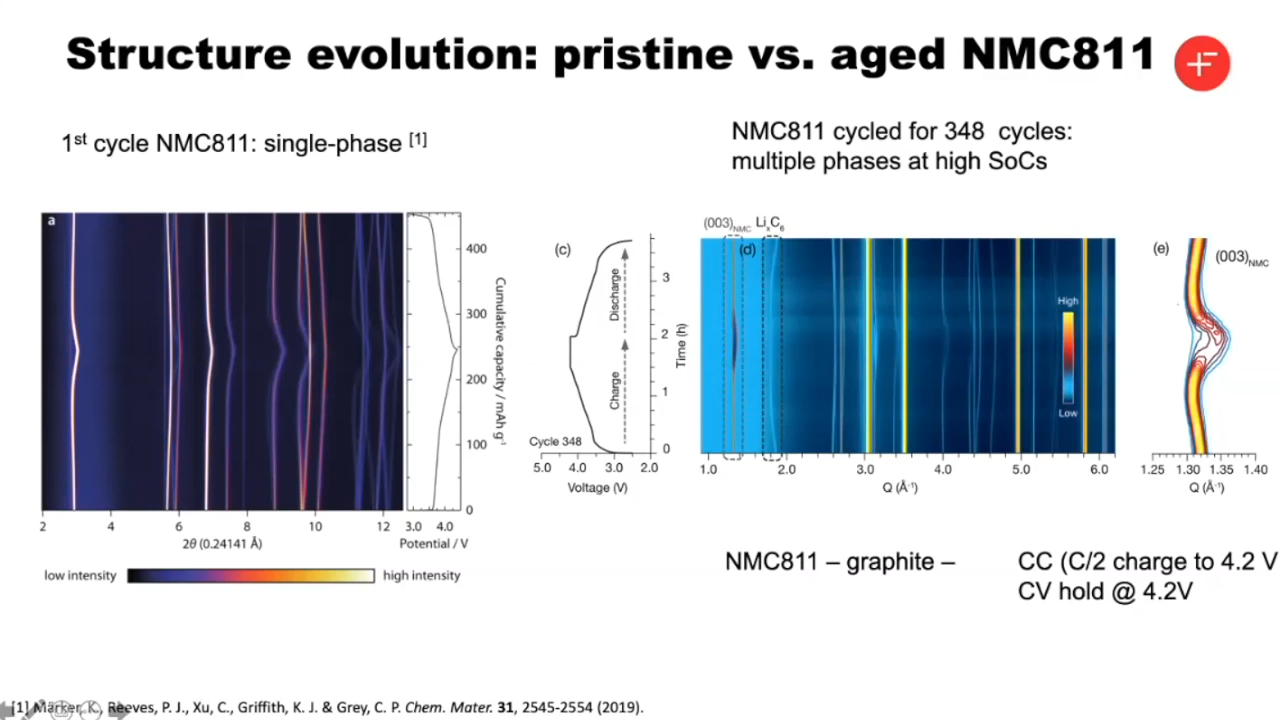 Structure evolution: pristine vs. aged NMC811
1st cycle NMC811: single-phase [1]
NMC811 cycled for 348 cycles:
multiple phases at high SoCs
a
400
300
200
100
0
Cumulative capacity / mAh g-1
2 4 6 8 10 12
2θ (0.24141 Å)
3.0 4.0
Potential / V
low intensity
high intensity
(c)
Discharge
Charge
Cycle 348
5.0 4.0 3.0 2.0
Voltage (V)
3
2
1
0
Time (h)
(003)NMC LixC6
(d)
High
Low
1.0 2.0 3.0 4.0 5.0 6.0
Q (Å-1)
(e)
(003)NMC
1.25 1.30 1.35 1.40
Q (Å-1)
NMC811 – graphite –
CC (C/2 charge to 4.2 V
CV hold @ 4.2V
[1] Märker, K., Reeves, P. J., Xu, C., Griffith, K. J. & Grey, C. P. Chem. Mater. 31, 2545-2554 (2019).